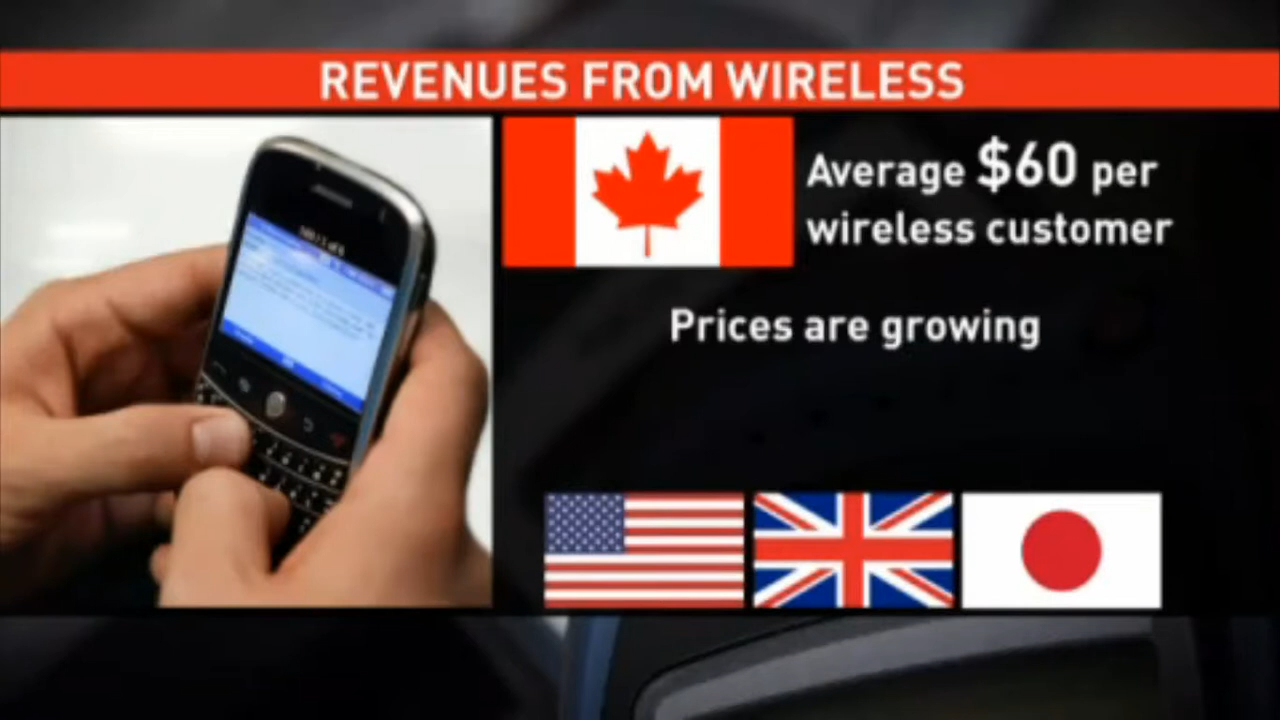 REVENUES FROM WIRELESS
Average $60 per
wireless customer
Prices are growing